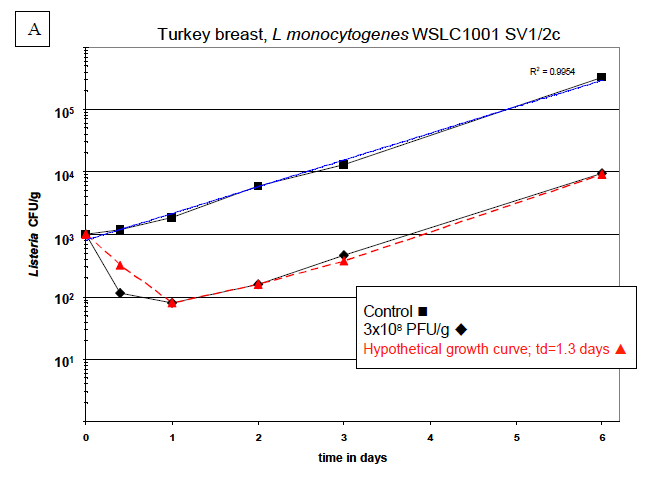 A
Turkey breast, L monocytogenes WSLC1001 SV1/2c
R² = 0.9954
10⁵
10⁴
10³
10²
10¹
Listeria CFU/g
Control ■
3x10⁸ PFU/g ◆
Hypothetical growth curve; td=1.3 days ▲
0 1 2 3 4 5 6
time in days